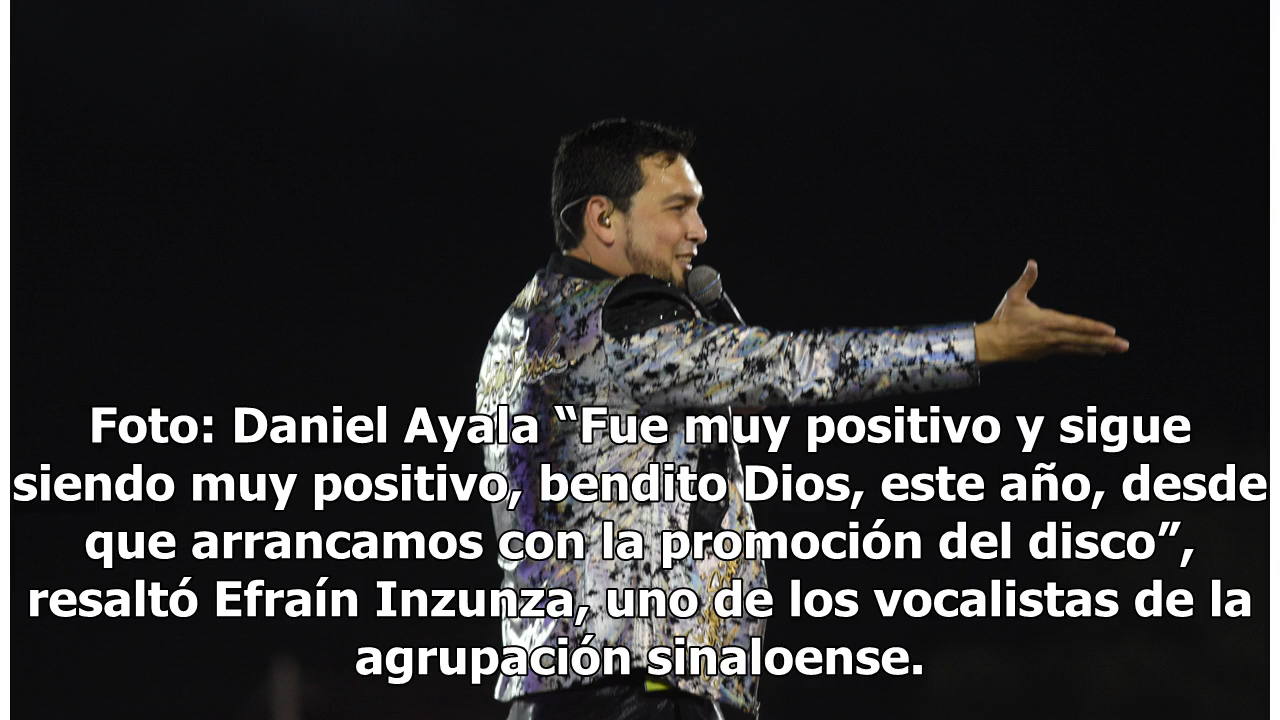 Foto: Daniel Ayala “Fue muy positivo y sigue
siendo muy positivo, bendito Dios, este año, desde
que arrancamos con la promoción del disco”,
resaltó Efraín Inzunza, uno de los vocalistas de la
agrupación sinaloense.